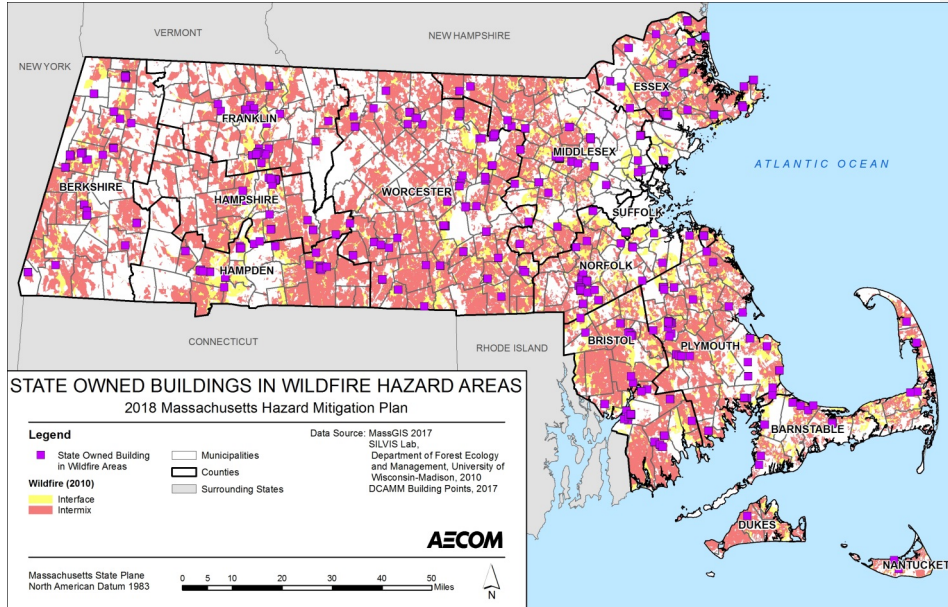 VERMONT
NEW HAMPSHIRE
NEW YORK
ESSEX
FRANKLIN
MIDDLESEX
ATLANTIC OCEAN
BERKSHIRE
WORCESTER
HAMPSHIRE
SUFFOLK
HAMPDEN
NORFOLK
CONNECTICUT
RHODE ISLAND
BRISTOL
PLYMOUTH
BARNSTABLE
DUKES
NANTUCKET
STATE OWNED BUILDINGS IN WILDFIRE HAZARD AREAS
2018 Massachusetts Hazard Mitigation Plan
Legend
State Owned Building
in Wildfire Areas
Wildfire (2010)
Interface
Intermix
Municipalities
Counties
Surrounding States
Data Source: MassGIS 2017
SILVIS Lab,
Department of Forest Ecology
and Management, University of
Wisconsin-Madison, 2010
DCAMM Building Points, 2017
AECOM
Massachusetts State Plane
North American Datum 1983
0 5 10 20 30 40 50
Miles
N